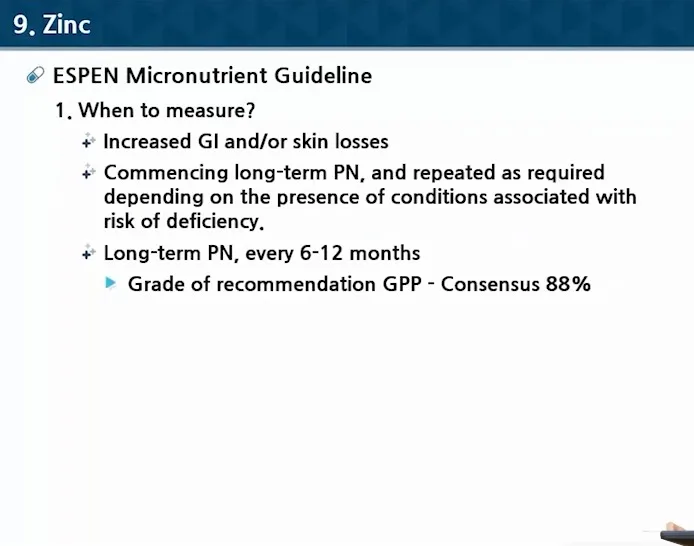 9. Zinc
ESPEN Micronutrient Guideline
1. When to measure?
Increased GI and/or skin losses
Commencing long-term PN, and repeated as required
depending on the presence of conditions associated with
risk of deficiency.
Long-term PN, every 6-12 months
Grade of recommendation GPP - Consensus 88%